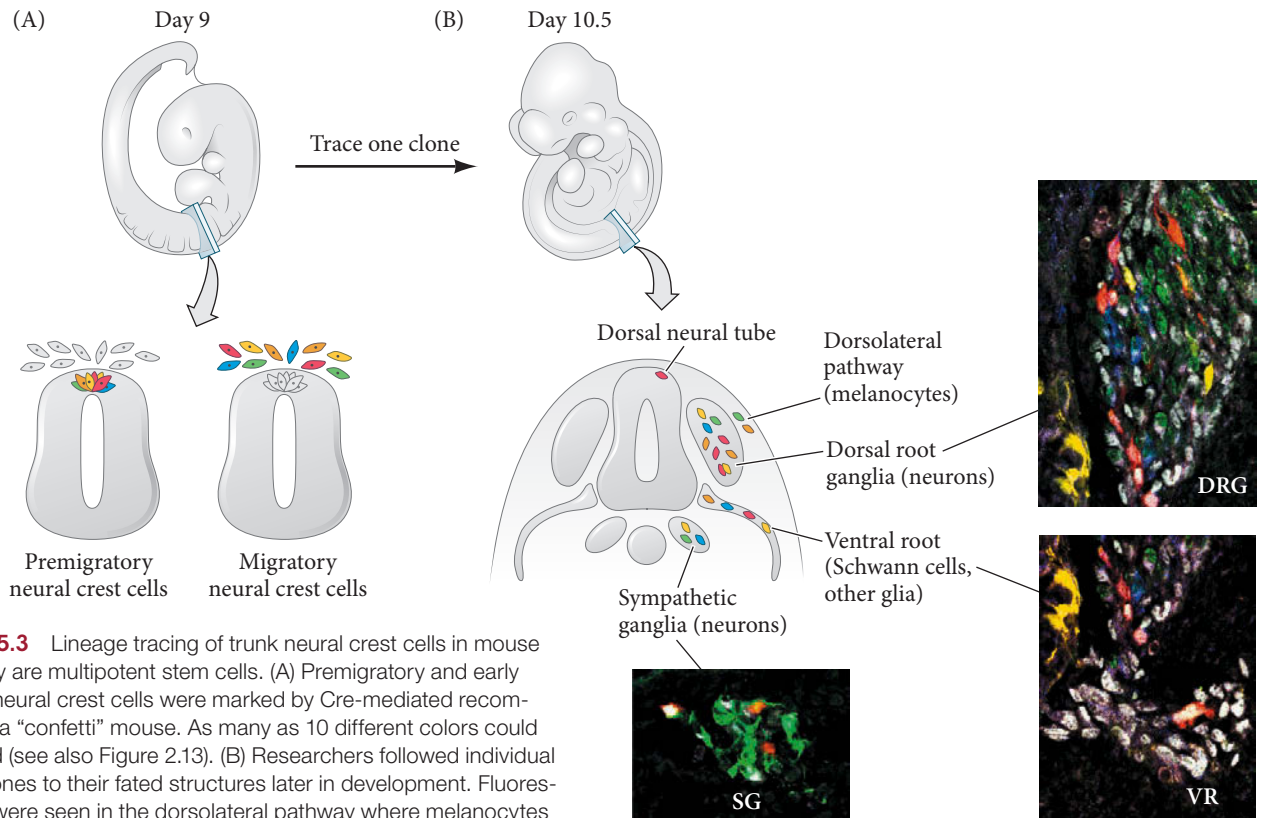 (A)
Day 9
(B)
Day 10.5
Trace one clone
Premigratory
neural crest cells
Migratory
neural crest cells
Dorsal neural tube
Dorsolateral
pathway
(melanocytes)
Dorsal root
ganglia (neurons)
DRG
Ventral root
(Schwann cells,
other glia)
VR
Sympathetic
ganglia (neurons)
SG
5.3 Lineage tracing of trunk neural crest cells in mouse
y are multipotent stem cells. (A) Premigratory and early
neural crest cells were marked by Cre-mediated recom-
a “confetti” mouse. As many as 10 different colors could
d (see also Figure 2.13). (B) Researchers followed individual
ones to their fated structures later in development. Fluores-
were seen in the dorsolateral pathway where melanocytes